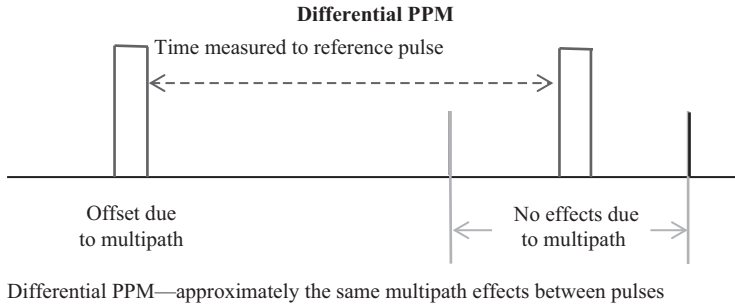 Differential PPM
Time measured to reference pulse
Offset due
to multipath
No effects due
to multipath
Differential PPM—approximately the same multipath effects between pulses